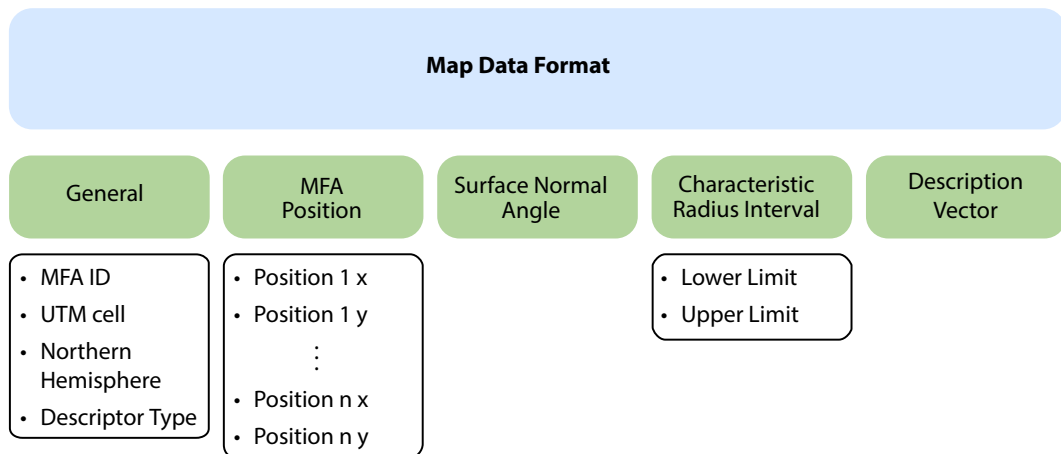 Map Data Format
General
MFA
Position
Surface Normal
Angle
Characteristic
Radius Interval
Description
Vector
• MFA ID
• UTM cell
• Northern
Hemisphere
• Descriptor Type
• Position 1 x
• Position 1 y
⋮
• Position n x
• Position n y
• Lower Limit
• Upper Limit